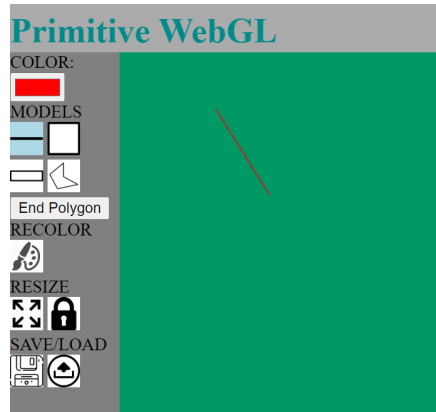 Primitive WebGL
COLOR:
MODELS
End Polygon
RECOLOR
RESIZE
SAVE/LOAD